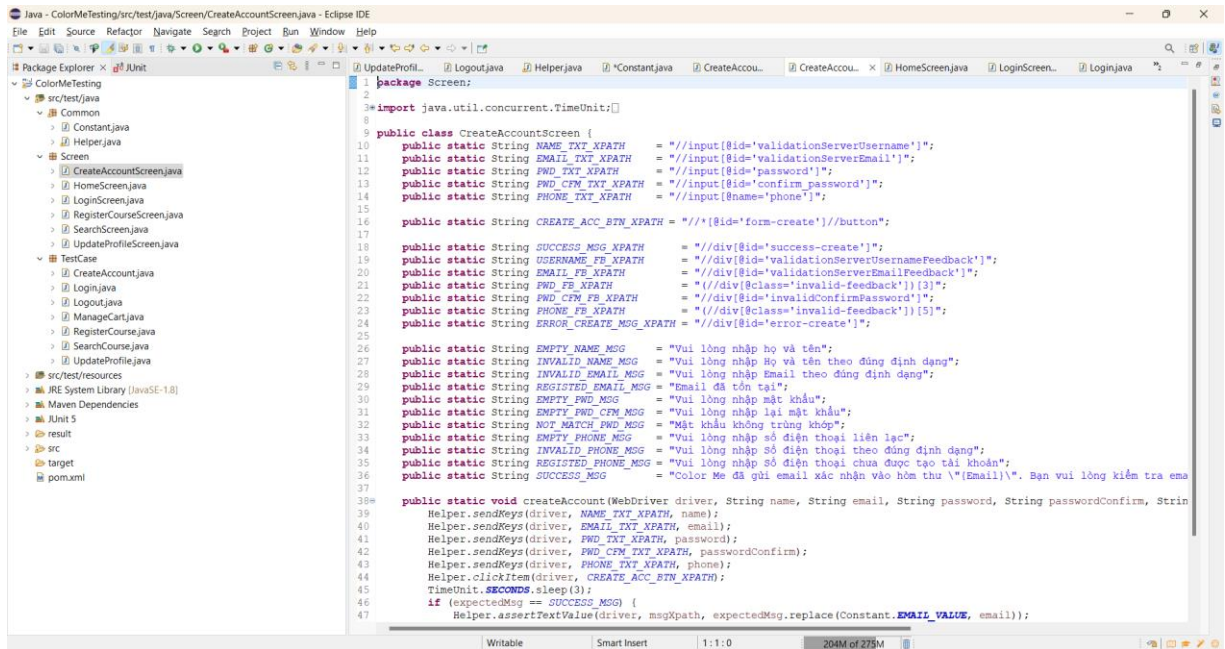 Java - ColorMeTesting/src/test/java/Screen/CreateAccountScreen.java - Eclipse IDE
File Edit Source Refactor Navigate Search Project Run Window Help
Package Explorer × JUnit
UpdateProfil... Logout.java Helper.java *Constant.java CreateAccou... CreateAccou... × HomeScreen.java LoginScreen... Login.java »2
ColorMeTesting
src/test/java
Common
Constant.java
Helper.java
Screen
CreateAccountScreen.java
HomeScreen.java
LoginScreen.java
RegisterCourseScreen.java
SearchScreen.java
UpdateProfileScreen.java
TestCase
CreateAccount.java
Login.java
Logout.java
ManageCart.java
RegisterCourse.java
SearchCourse.java
UpdateProfile.java
src/test/resources
JRE System Library [JavaSE-1.8]
Maven Dependencies
JUnit 5
result
src
target
pom.xml
1 package Screen;
2
3 import java.util.concurrent.TimeUnit;
8
9 public class CreateAccountScreen {
10 public static String NAME_TXT_XPATH = "//input[@id='validationServerUsername']";
11 public static String EMAIL_TXT_XPATH = "//input[@id='validationServerEmail']";
12 public static String PWD_TXT_XPATH = "//input[@id='password']";
13 public static String PWD_CFM_TXT_XPATH = "//input[@id='confirm_password']";
14 public static String PHONE_TXT_XPATH = "//input[@name='phone']";
15
16 public static String CREATE_ACC_BTN_XPATH = "//*[@id='form-create']//button";
17
18 public static String SUCCESS_MSG_XPATH = "//div[@id='success-create']";
19 public static String USERNAME_FB_XPATH = "//div[@id='validationServerUsernameFeedback']";
20 public static String EMAIL_FB_XPATH = "//div[@id='validationServerEmailFeedback']";
21 public static String PWD_FB_XPATH = "(//div[@class='invalid-feedback'])[3]";
22 public static String PWD_CFM_FB_XPATH = "//div[@id='invalidConfirmPassword']";
23 public static String PHONE_FB_XPATH = "(//div[@class='invalid-feedback'])[5]";
24 public static String ERROR_CREATE_MSG_XPATH = "//div[@id='error-create']";
25
26 public static String EMPTY_NAME_MSG = "Vui lòng nhập họ và tên";
27 public static String INVALID_NAME_MSG = "Vui lòng nhập Họ và tên theo đúng định dạng";
28 public static String INVALID_EMAIL_MSG = "Vui lòng nhập Email theo đúng định dạng";
29 public static String REGISTED_EMAIL_MSG = "Email đã tồn tại";
30 public static String EMPTY_PWD_MSG = "Vui lòng nhập mật khẩu";
31 public static String EMPTY_PWD_CFM_MSG = "Vui lòng nhập lại mật khẩu";
32 public static String NOT_MATCH_PWD_MSG = "Mật khẩu không trùng khớp";
33 public static String EMPTY_PHONE_MSG = "Vui lòng nhập số điện thoại liên lạc";
34 public static String INVALID_PHONE_MSG = "Vui lòng nhập Số điện thoại theo đúng định dạng";
35 public static String REGISTED_PHONE_MSG = "Vui lòng nhập Số điện thoại chưa được tạo tài khoản";
36 public static String SUCCESS_MSG = "Color Me đã gửi email xác nhận vào hòm thư \"{Email}\". Bạn vui lòng kiểm tra ema
37
38 public static void createAccount(WebDriver driver, String name, String email, String password, String passwordConfirm, Strin
39 Helper.sendKeys(driver, NAME_TXT_XPATH, name);
40 Helper.sendKeys(driver, EMAIL_TXT_XPATH, email);
41 Helper.sendKeys(driver, PWD_TXT_XPATH, password);
42 Helper.sendKeys(driver, PWD_CFM_TXT_XPATH, passwordConfirm);
43 Helper.sendKeys(driver, PHONE_TXT_XPATH, phone);
44 Helper.clickItem(driver, CREATE_ACC_BTN_XPATH);
45 TimeUnit.SECONDS.sleep(3);
46 if (expectedMsg == SUCCESS_MSG) {
47 Helper.assertTextValue(driver, msgXpath, expectedMsg.replace(Constant.EMAIL_VALUE, email));
Writable Smart Insert 1:1:0 204M of 275M